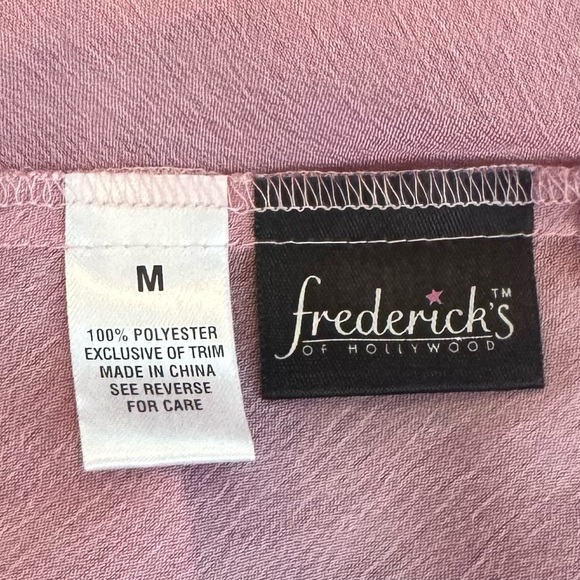 M
100% POLYESTER
EXCLUSIVE OF TRIM
MADE IN CHINA
SEE REVERSE
FOR CARE
frederick's™
OF HOLLYWOOD